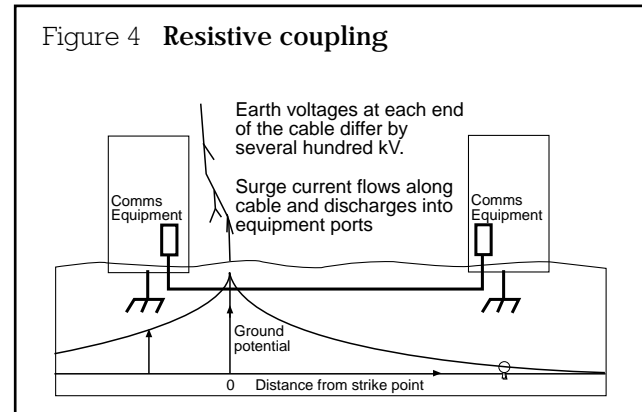 Figure 4 Resistive coupling
Earth voltages at each end
of the cable differ by
several hundred kV.
Surge current flows along
cable and discharges into
equipment ports
Comms
Equipment
Comms
Equipment
Ground
potential
0 Distance from strike point